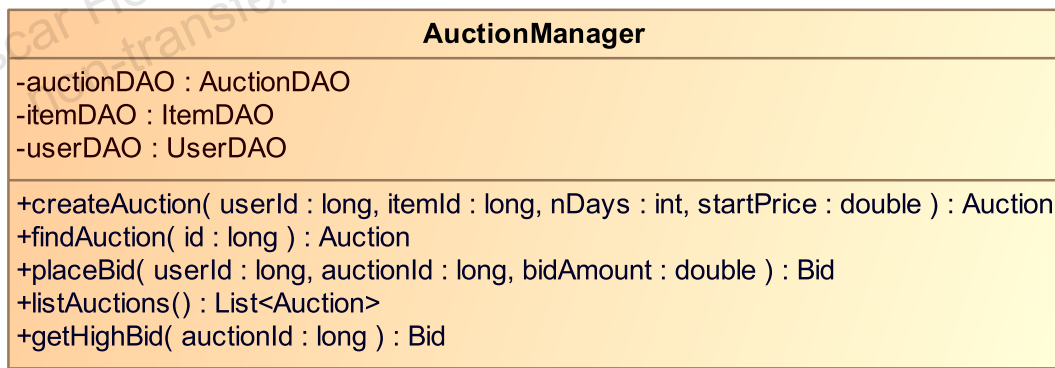 AuctionManager
-auctionDAO : AuctionDAO
-itemDAO : ItemDAO
-userDAO : UserDAO
+createAuction( userId : long, itemId : long, nDays : int, startPrice : double ) : Auction
+findAuction( id : long ) : Auction
+placeBid( userId : long, auctionId : long, bidAmount : double ) : Bid
+listAuctions() : List<Auction>
+getHighBid( auctionId : long ) : Bid